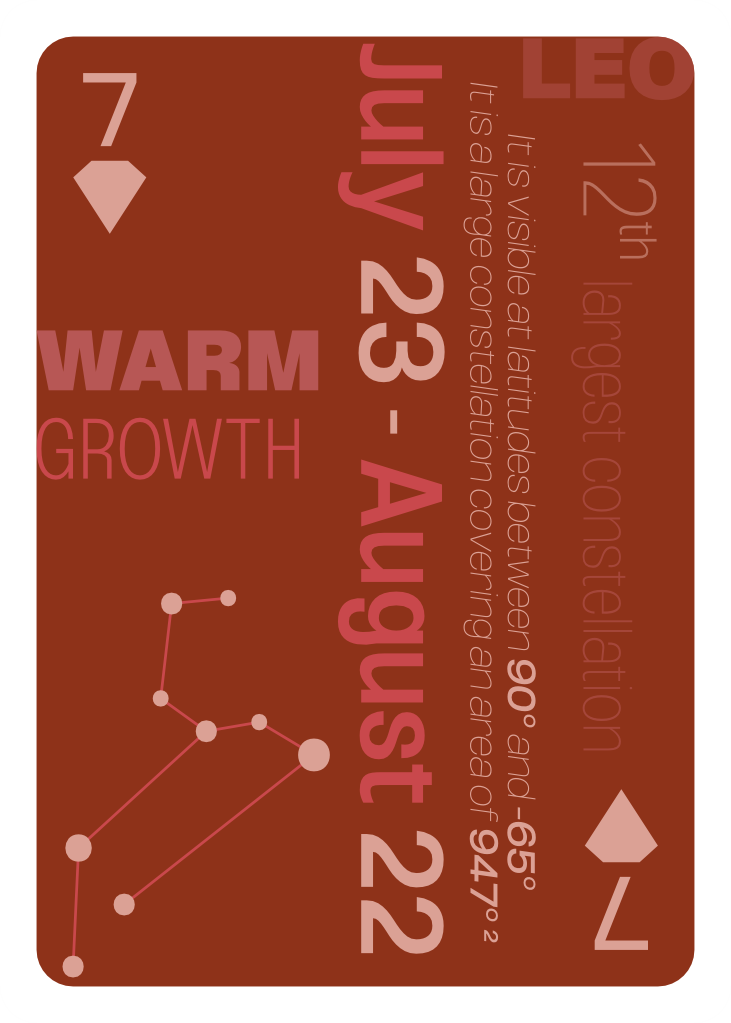 7
LEO
12th largest constellation
It is visible at latitudes between 90° and -65°
It is a large constellation covering an area of 947° ²
July 23 - August 22
WARM
GROWTH
7